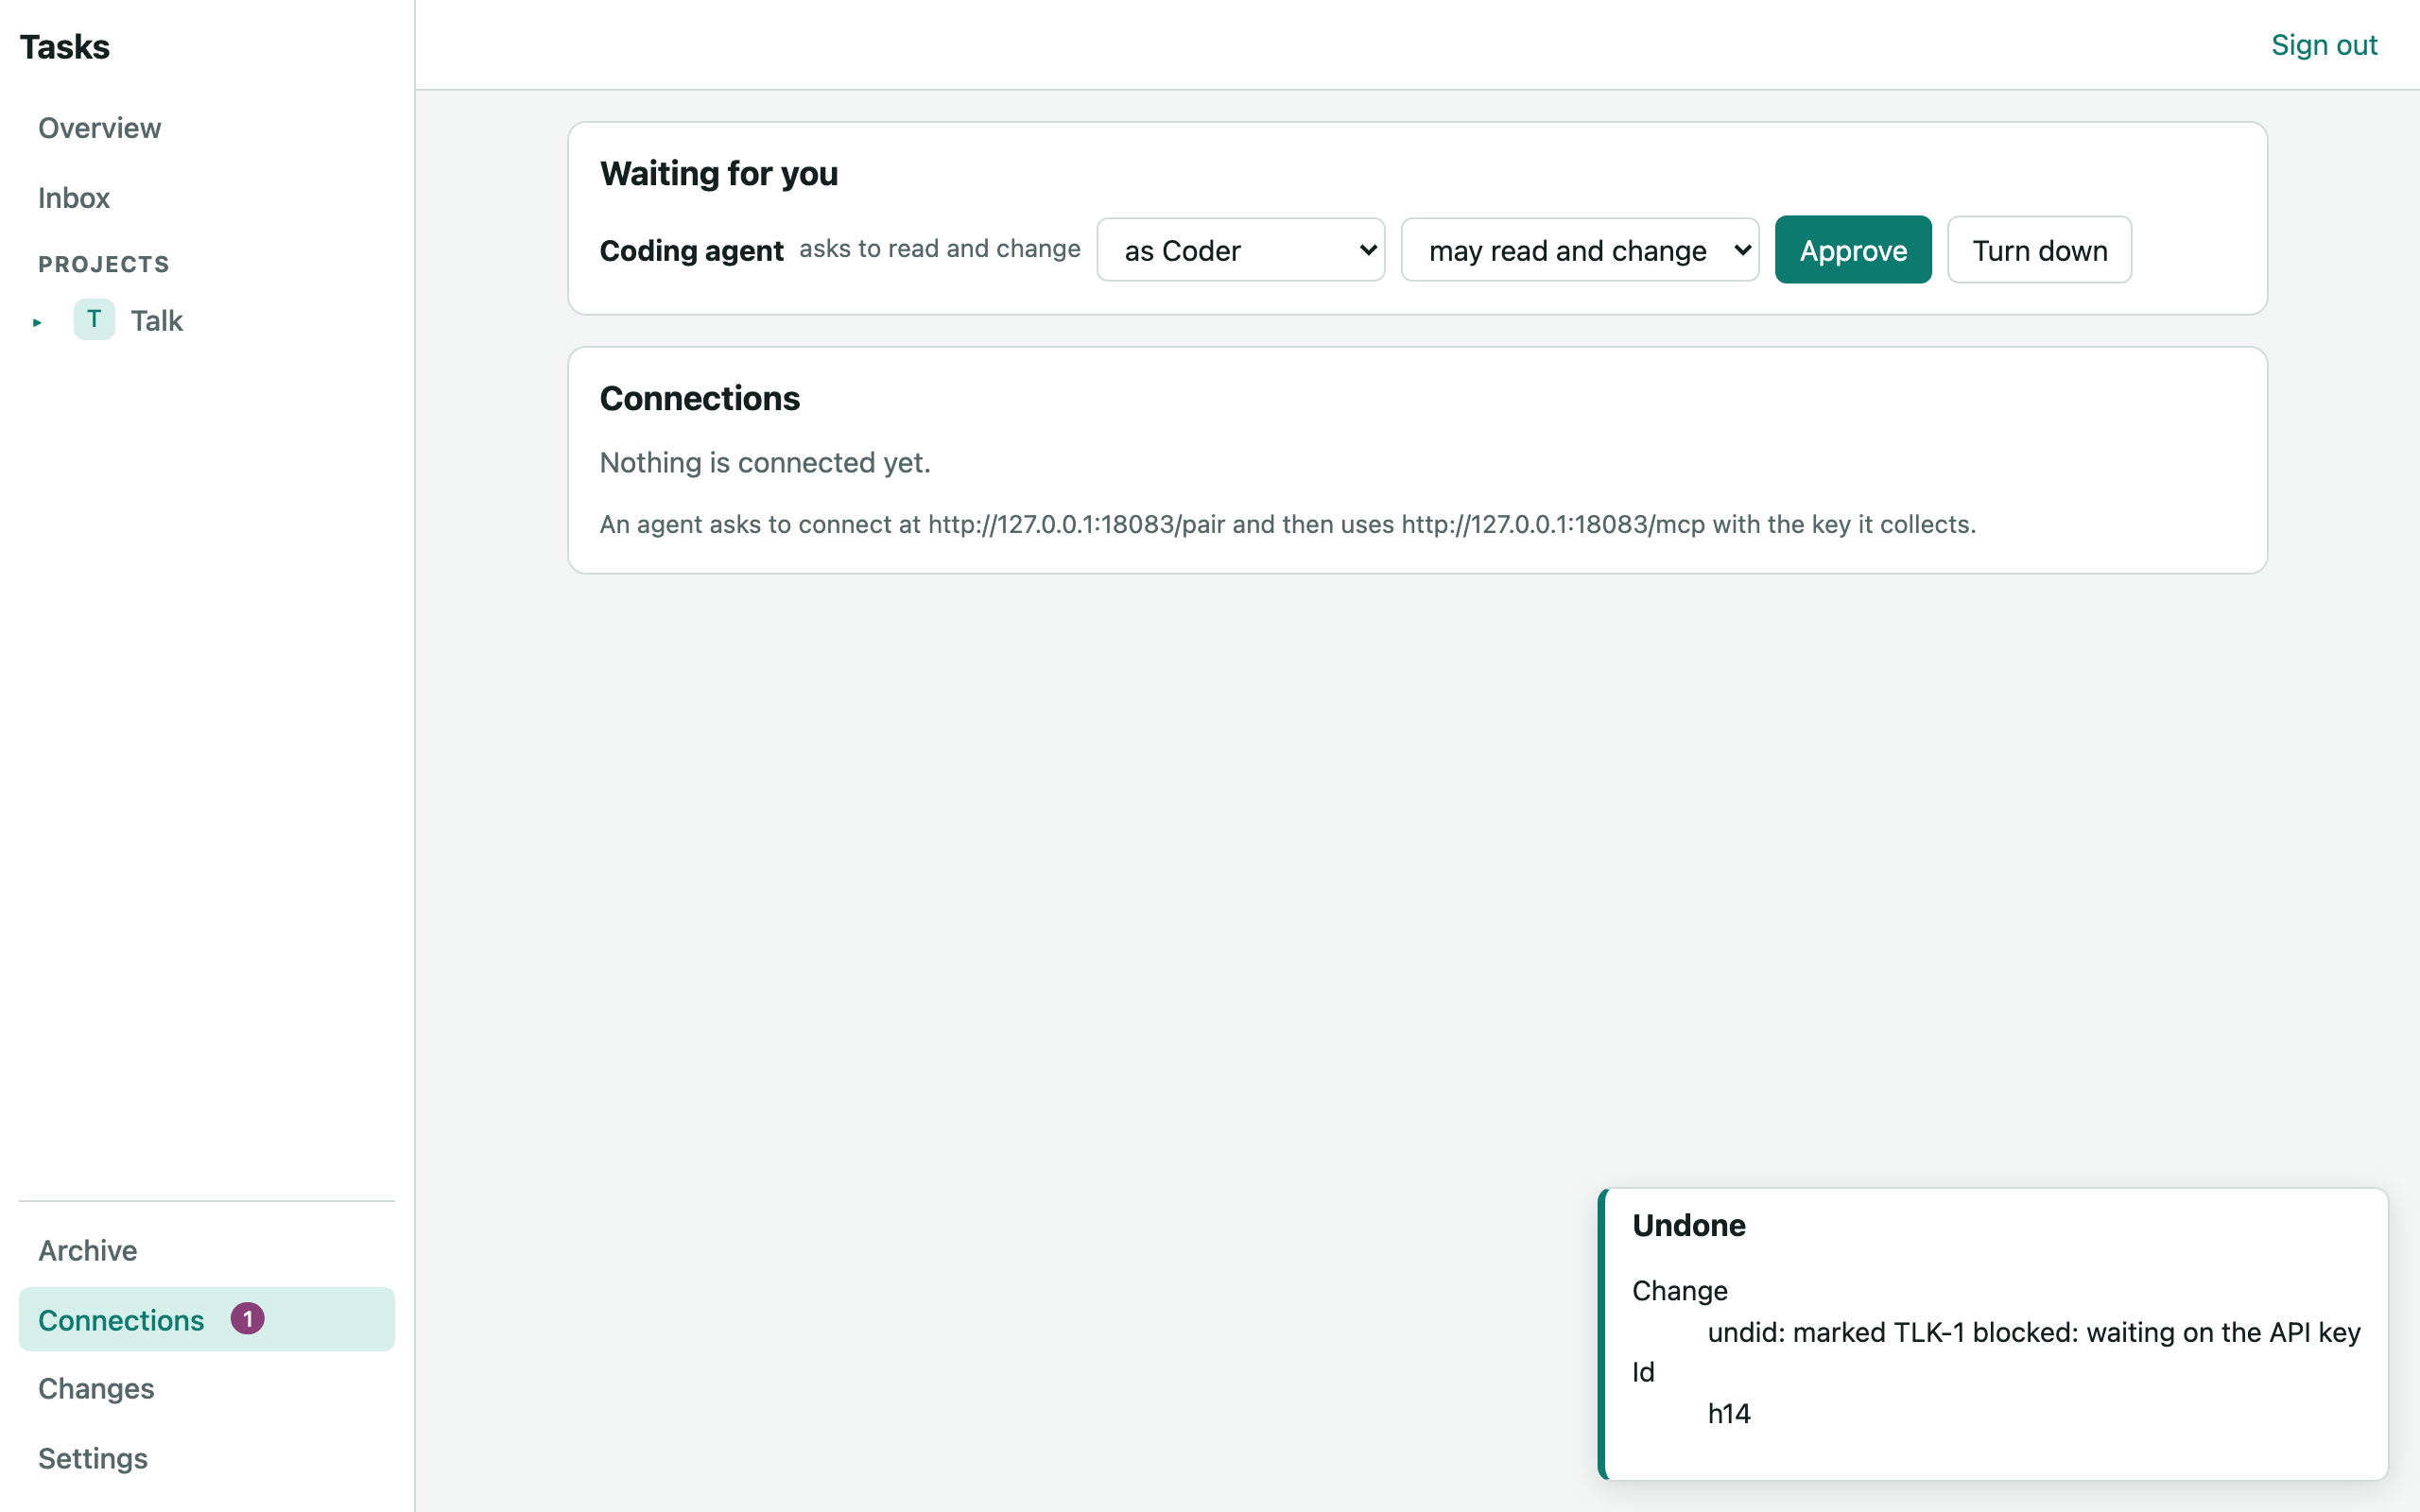 Tasks
Sign out
Overview
Inbox
PROJECTS
T Talk
Waiting for you
Coding agent asks to read and change as Coder may read and change Approve Turn down
Connections
Nothing is connected yet.
An agent asks to connect at http://127.0.0.1:18083/pair and then uses http://127.0.0.1:18083/mcp with the key it collects.
Archive
Connections 1
Changes
Settings
Undone
Change
undid: marked TLK-1 blocked: waiting on the API key
Id
h14